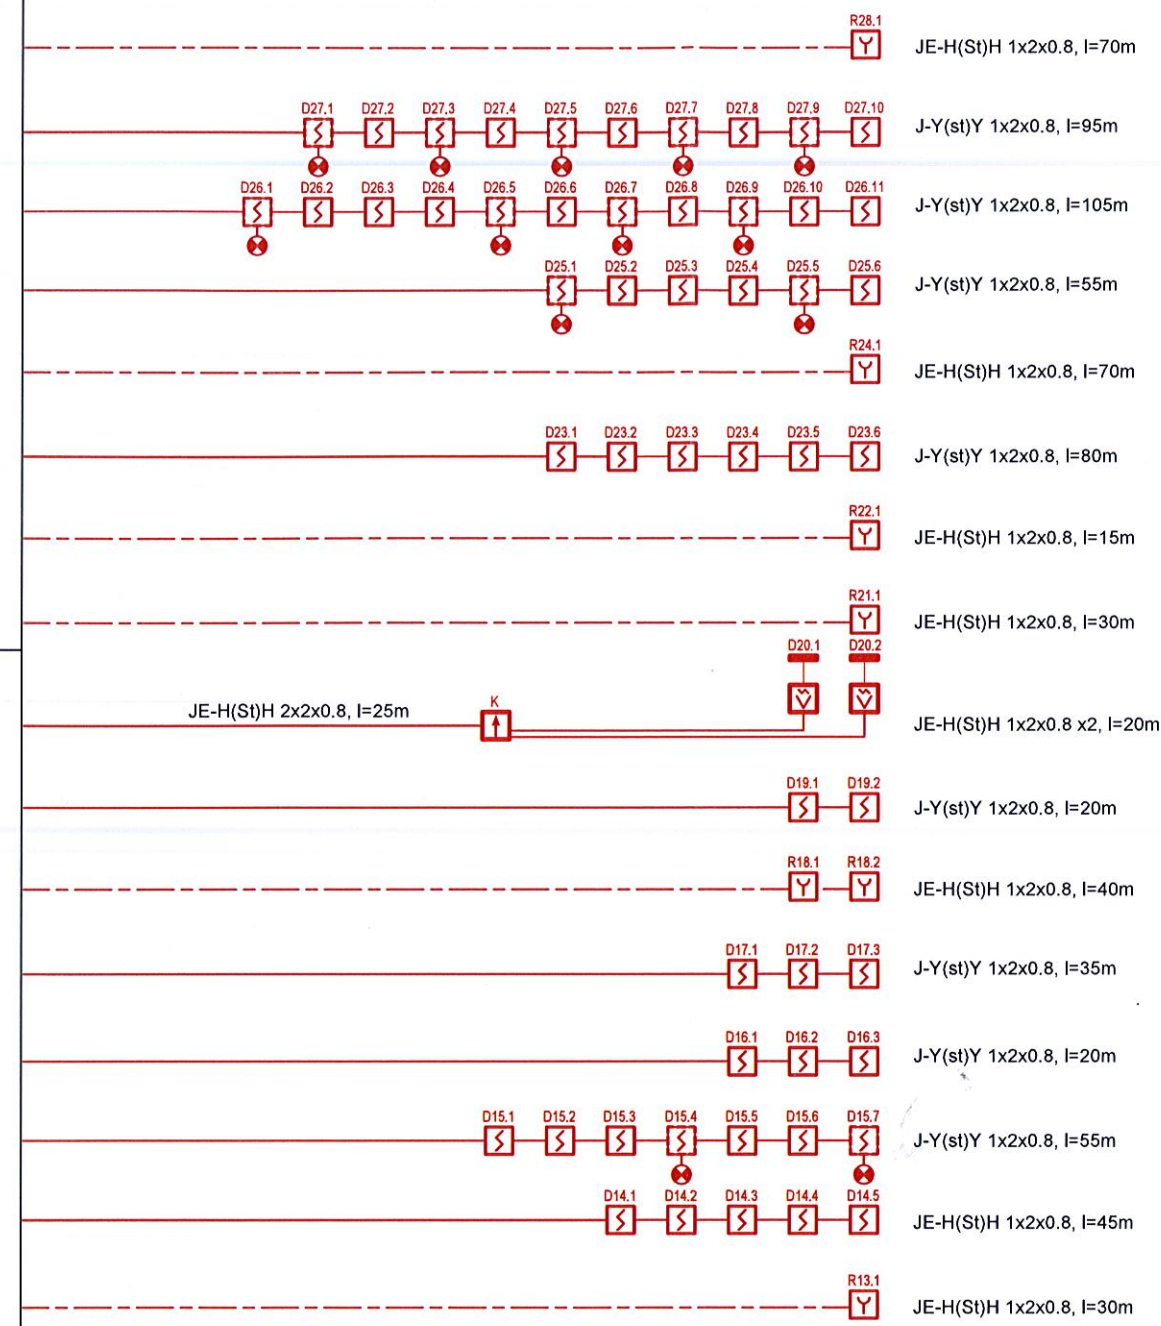 R28.1
JE-H(St)H 1x2x0.8, l=70m
D27.1 D27.2 D27.3 D27.4 D27.5 D27.6 D27.7 D27.8 D27.9 D27.10
J-Y(st)Y 1x2x0.8, l=95m
D26.1 D26.2 D26.3 D26.4 D26.5 D26.6 D26.7 D26.8 D26.9 D26.10 D26.11
J-Y(st)Y 1x2x0.8, l=105m
D25.1 D25.2 D25.3 D25.4 D25.5 D25.6
J-Y(st)Y 1x2x0.8, l=55m
R24.1
JE-H(St)H 1x2x0.8, l=70m
D23.1 D23.2 D23.3 D23.4 D23.5 D23.6
J-Y(st)Y 1x2x0.8, l=80m
R22.1
JE-H(St)H 1x2x0.8, l=15m
R21.1
JE-H(St)H 1x2x0.8, l=30m
D20.1 D20.2
K
JE-H(St)H 2x2x0.8, l=25m
JE-H(St)H 1x2x0.8 x2, l=20m
D19.1 D19.2
J-Y(st)Y 1x2x0.8, l=20m
R18.1 R18.2
JE-H(St)H 1x2x0.8, l=40m
D17.1 D17.2 D17.3
J-Y(st)Y 1x2x0.8, l=35m
D16.1 D16.2 D16.3
J-Y(st)Y 1x2x0.8, l=20m
D15.1 D15.2 D15.3 D15.4 D15.5 D15.6 D15.7
J-Y(st)Y 1x2x0.8, l=55m
D14.1 D14.2 D14.3 D14.4 D14.5
JE-H(St)H 1x2x0.8, l=45m
R13.1
JE-H(St)H 1x2x0.8, l=30m